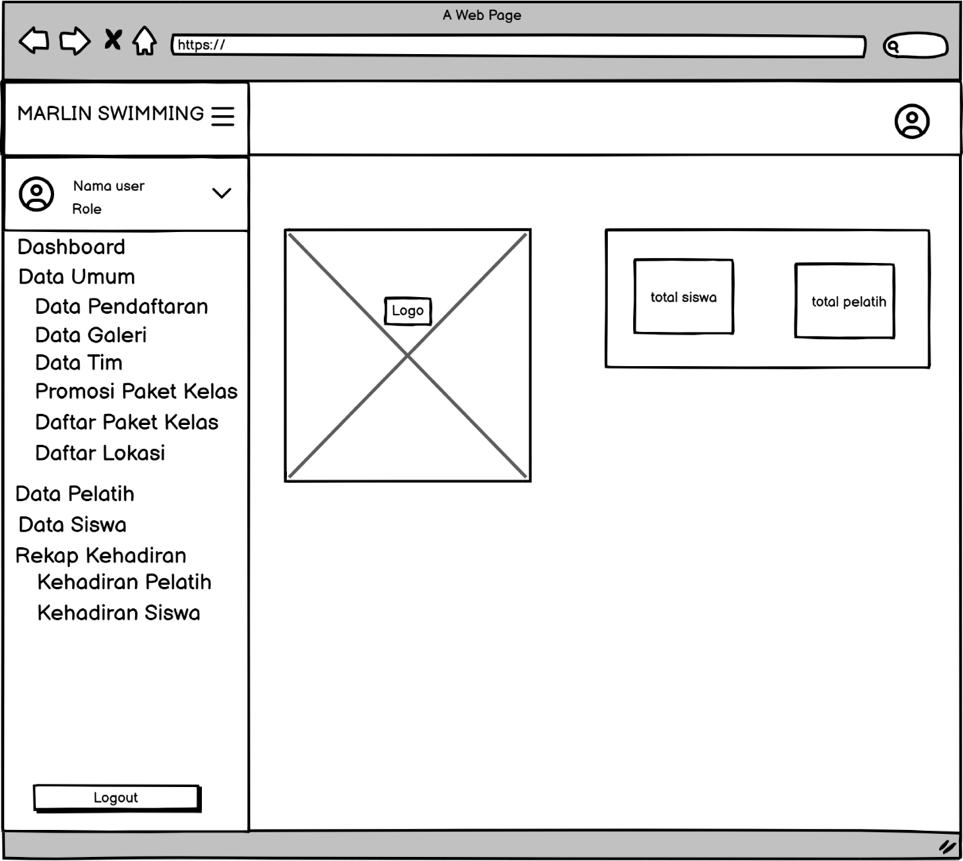 A Web Page
https://
MARLIN SWIMMING
Nama user
Role
Dashboard
Data Umum
Data Pendaftaran
Data Galeri
Data Tim
Promosi Paket Kelas
Daftar Paket Kelas
Daftar Lokasi
Data Pelatih
Data Siswa
Rekap Kehadiran
Kehadiran Pelatih
Kehadiran Siswa
Logout
Logo
total siswa
total pelatih